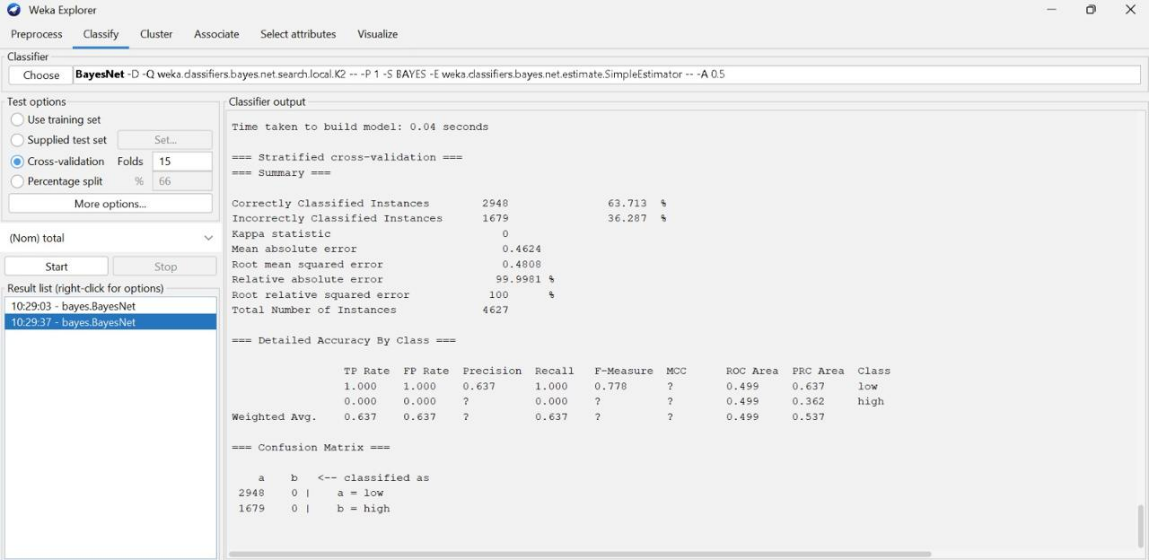 Weka Explorer
Preprocess Classify Cluster Associate Select attributes Visualize
Classifier
Choose BayesNet -D -Q weka.classifiers.bayes.net.search.local.K2 -- -P 1 -S BAYES -E weka.classifiers.bayes.net.estimate.SimpleEstimator -- -A 0.5
Test options
Use training set
Supplied test set Set...
Cross-validation Folds 15
Percentage split % 66
More options...
(Nom) total
Start Stop
Result list (right-click for options)
10:29:03 - bayes.BayesNet
10:29:37 - bayes.BayesNet
Classifier output
Time taken to build model: 0.04 seconds
=== Stratified cross-validation ===
=== Summary ===
Correctly Classified Instances 2948 63.713 %
Incorrectly Classified Instances 1679 36.287 %
Kappa statistic 0
Mean absolute error 0.4624
Root mean squared error 0.4808
Relative absolute error 99.9981 %
Root relative squared error 100 %
Total Number of Instances 4627
=== Detailed Accuracy By Class ===
TP Rate FP Rate Precision Recall F-Measure MCC ROC Area PRC Area Class
1.000 1.000 0.637 1.000 0.778 ? 0.499 0.637 low
0.000 0.000 ? 0.000 ? ? 0.499 0.362 high
Weighted Avg. 0.637 0.637 ? 0.637 ? ? 0.499 0.537
=== Confusion Matrix ===
a b <-- classified as
2948 0 | a = low
1679 0 | b = high